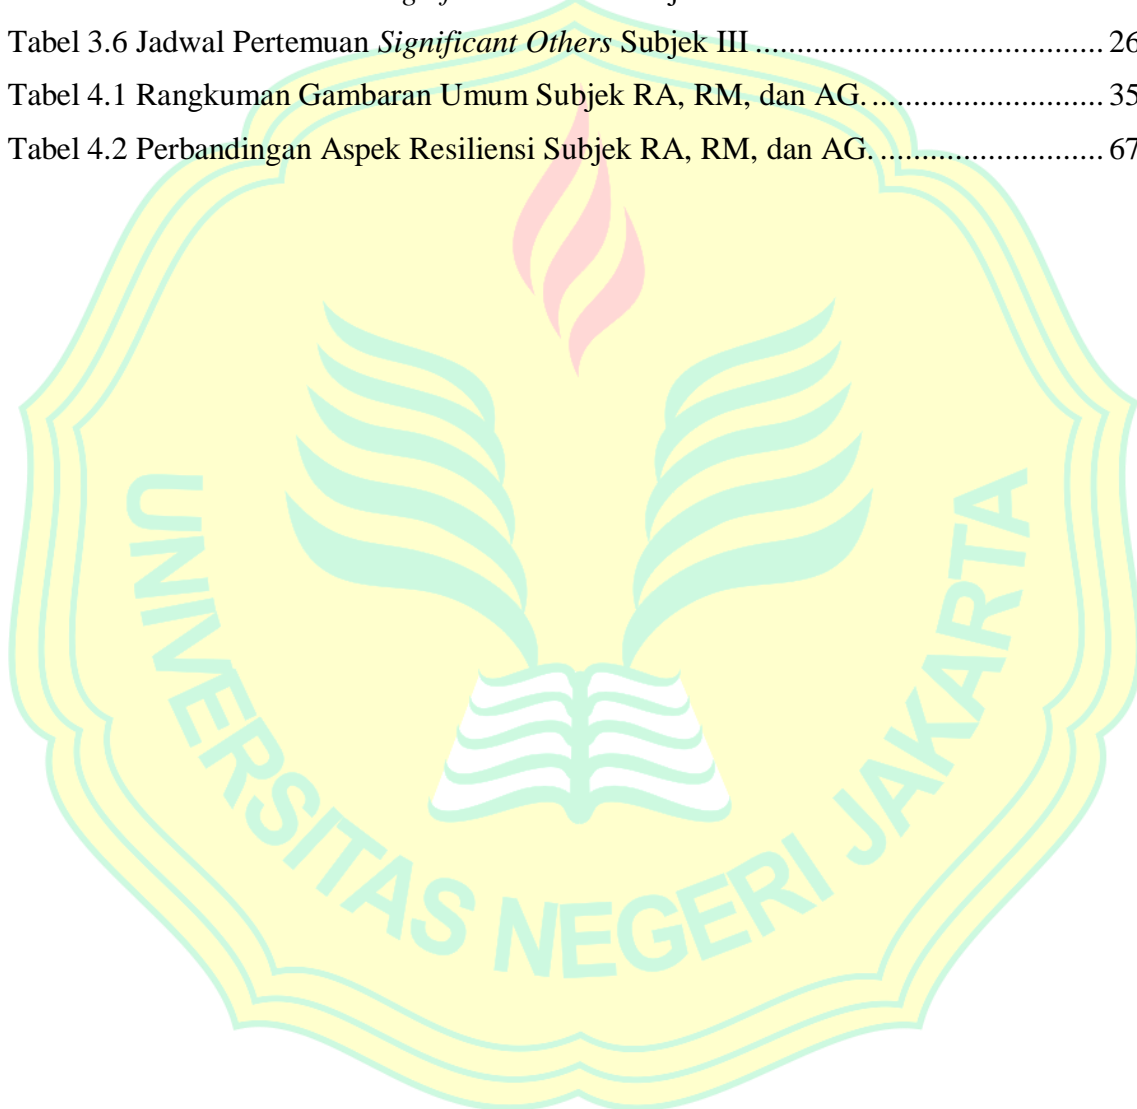 Tabel 3.6 Jadwal Pertemuan Significant Others Subjek III ..................................... 26
Tabel 4.1 Rangkuman Gambaran Umum Subjek RA, RM, dan AG. ......................... 35
Tabel 4.2 Perbandingan Aspek Resiliensi Subjek RA, RM, dan AG. ........................ 67
UNIVERSITAS NEGERI JAKARTA